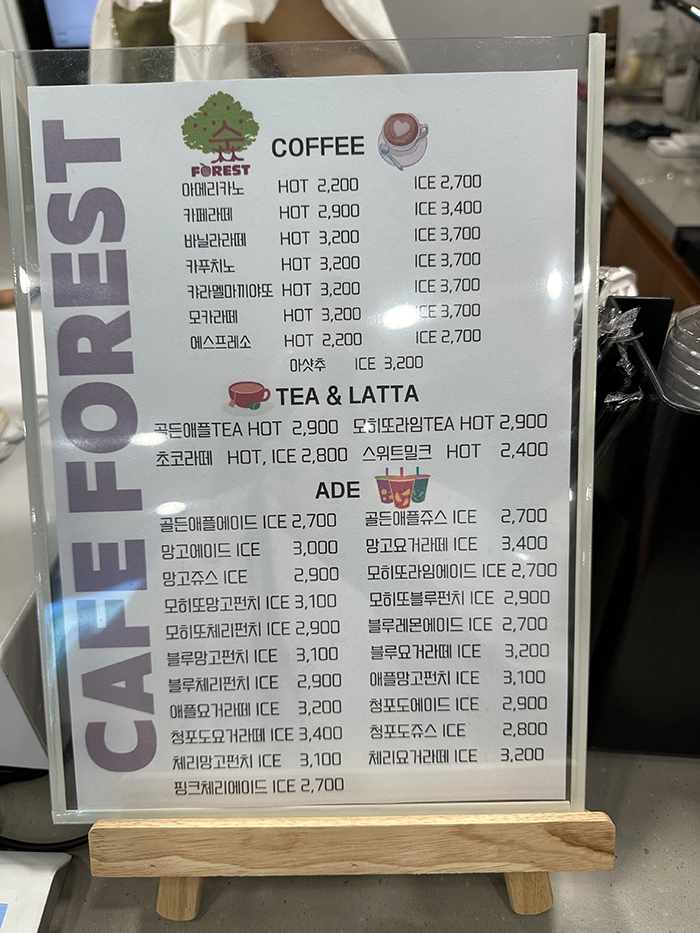 CAFE FOREST
숲
FOREST
COFFEE
아메리카노 HOT 2,200 ICE 2,700
카페라떼 HOT 2,900 ICE 3,400
바닐라라떼 HOT 3,200 ICE 3,700
카푸치노 HOT 3,200 ICE 3,700
카라멜마끼야또 HOT 3,200 ICE 3,700
모카라떼 HOT 3,200 ICE 3,700
에스프레소 HOT 2,200 ICE 2,700
아샷추 ICE 3,200
TEA & LATTA
골든애플TEA HOT 2,900 모히또라임TEA HOT 2,900
초코라떼 HOT, ICE 2,800 스위트밀크 HOT 2,400
ADE
골든애플에이드 ICE 2,700 골든애플쥬스 ICE 2,700
망고에이드 ICE 3,000 망고요거라떼 ICE 3,400
망고쥬스 ICE 2,900 모히또라임에이드 ICE 2,700
모히또망고펀치 ICE 3,100 모히또블루펀치 ICE 2,900
모히또체리펀치 ICE 2,900 블루레몬에이드 ICE 2,700
블루망고펀치 ICE 3,100 블루요거라떼 ICE 3,200
블루체리펀치 ICE 2,900 애플망고펀치 ICE 3,100
애플요거라떼 ICE 3,200 청포도에이드 ICE 2,900
청포도요거라떼 ICE 3,400 청포도쥬스 ICE 2,800
체리망고펀치 ICE 3,100 체리요거라떼 ICE 3,200
핑크체리에이드 ICE 2,700